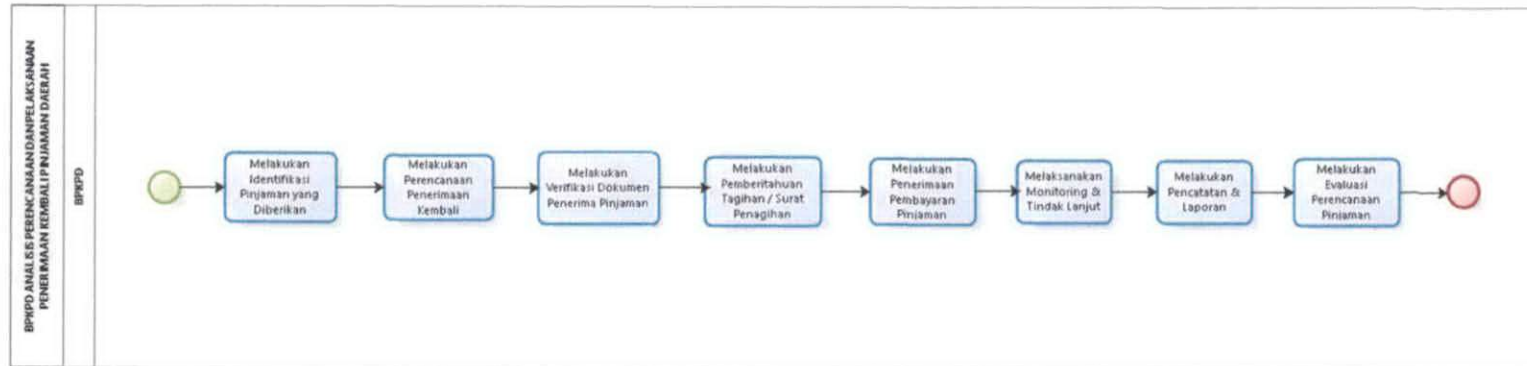 BPKPD ANALISIS PERENCANAAN DAN PELAKSANAAN
PENERIMAAN KEMBALI PINJAMAN DAERAH
BPKPD
Melakukan
Identifikasi
Pinjaman yang
Diberikan
Melakukan
Perencanaan
Penerimaan
Kembali
Melakukan
Verifikasi Dokumen
Penerima Pinjaman
Melakukan
Pemberitahuan
Tagihan / Surat
Penagihan
Melakukan
Penerimaan
Pembayaran
Pinjaman
Melaksanakan
Monitoring &
Tindak Lanjut
Melakukan
Pencatatan &
Laporan
Melakukan
Evaluasi
Perencanaan
Pinjaman